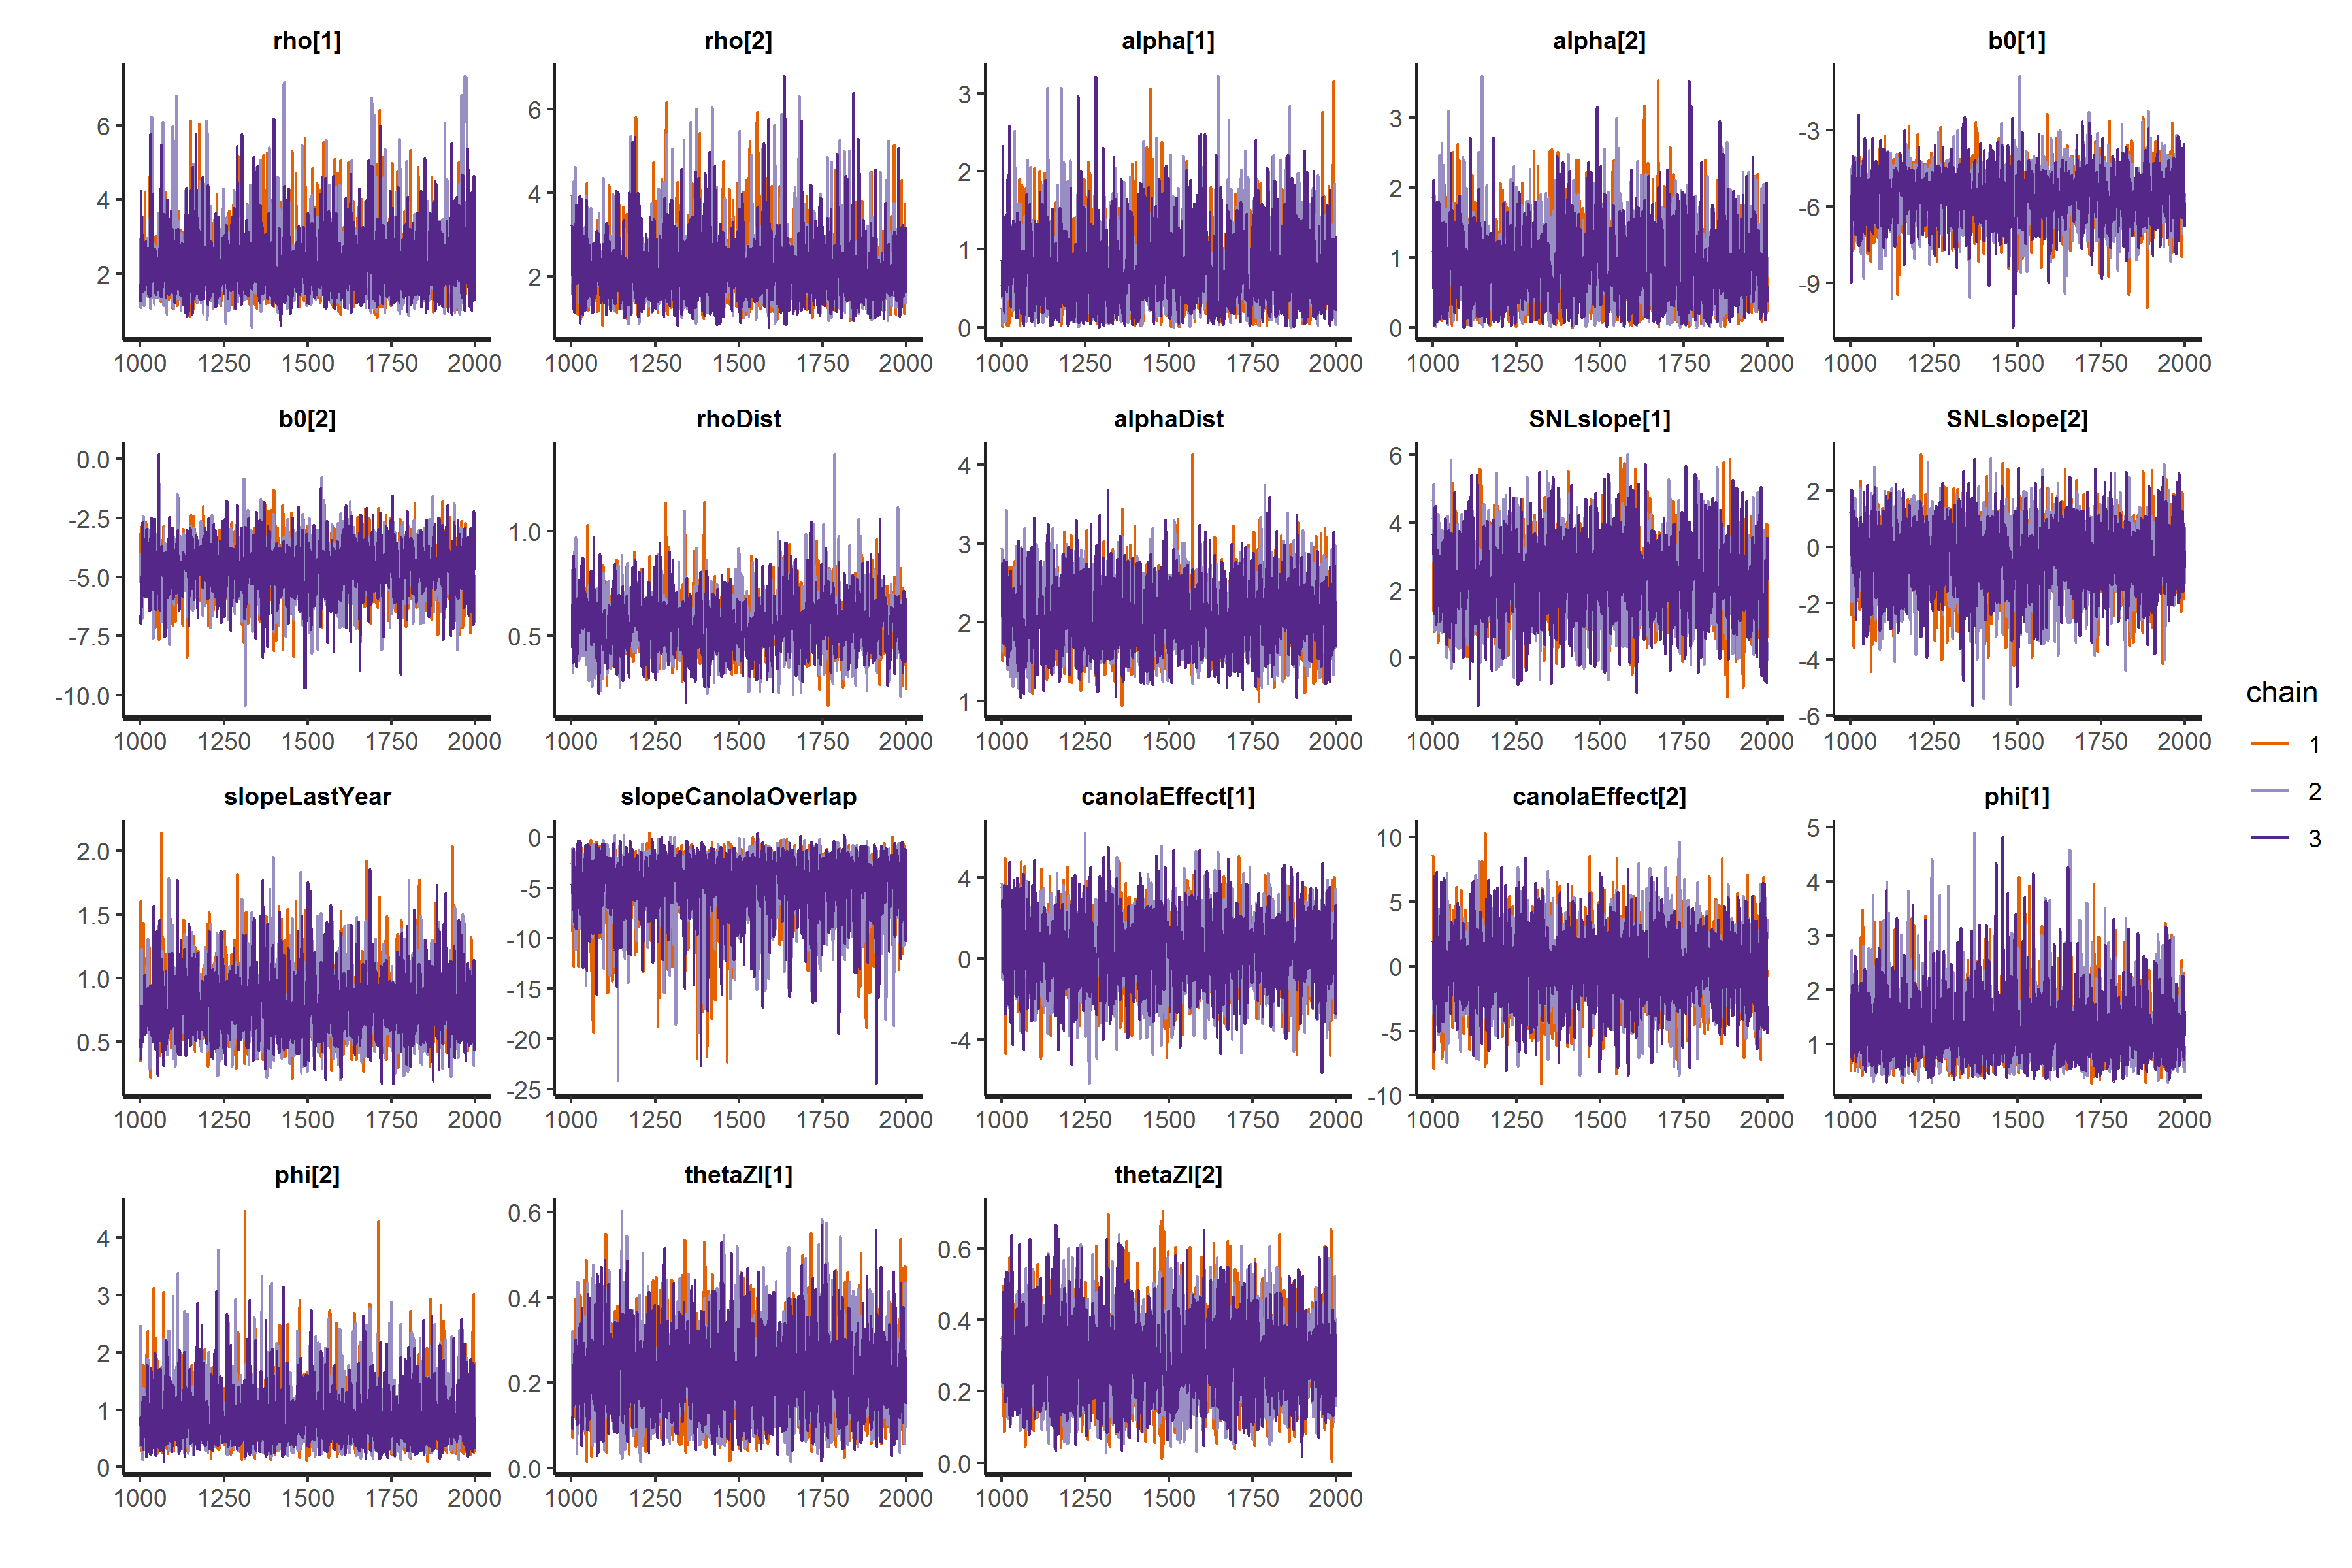 rho[1] rho[2] alpha[1] alpha[2] b0[1]
6 4 2
6 4 2
3 2 1 0
3 2 1 0
-3 -6 -9
1000 1250 1500 1750 2000 1000 1250 1500 1750 2000 1000 1250 1500 1750 2000 1000 1250 1500 1750 2000 1000 1250 1500 1750 2000
b0[2] rhoDist alphaDist SNLslope[1] SNLslope[2]
0.0 -2.5 -5.0 -7.5 -10.0
1.0 0.5
4 3 2 1
6 4 2 0
2 0 -2 -4 -6
1000 1250 1500 1750 2000 1000 1250 1500 1750 2000 1000 1250 1500 1750 2000 1000 1250 1500 1750 2000 1000 1250 1500 1750 2000
slopeLastYear slopeCanolaOverlap canolaEffect[1] canolaEffect[2] phi[1]
2.0 1.5 1.0 0.5
0 -5 -10 -15 -20 -25
4 0 -4
10 5 0 -5 -10
5 4 3 2 1
1000 1250 1500 1750 2000 1000 1250 1500 1750 2000 1000 1250 1500 1750 2000 1000 1250 1500 1750 2000 1000 1250 1500 1750 2000
phi[2] thetaZI[1] thetaZI[2]
4 3 2 1 0
0.6 0.4 0.2 0.0
0.6 0.4 0.2 0.0
1000 1250 1500 1750 2000 1000 1250 1500 1750 2000 1000 1250 1500 1750 2000
chain
1
2
3